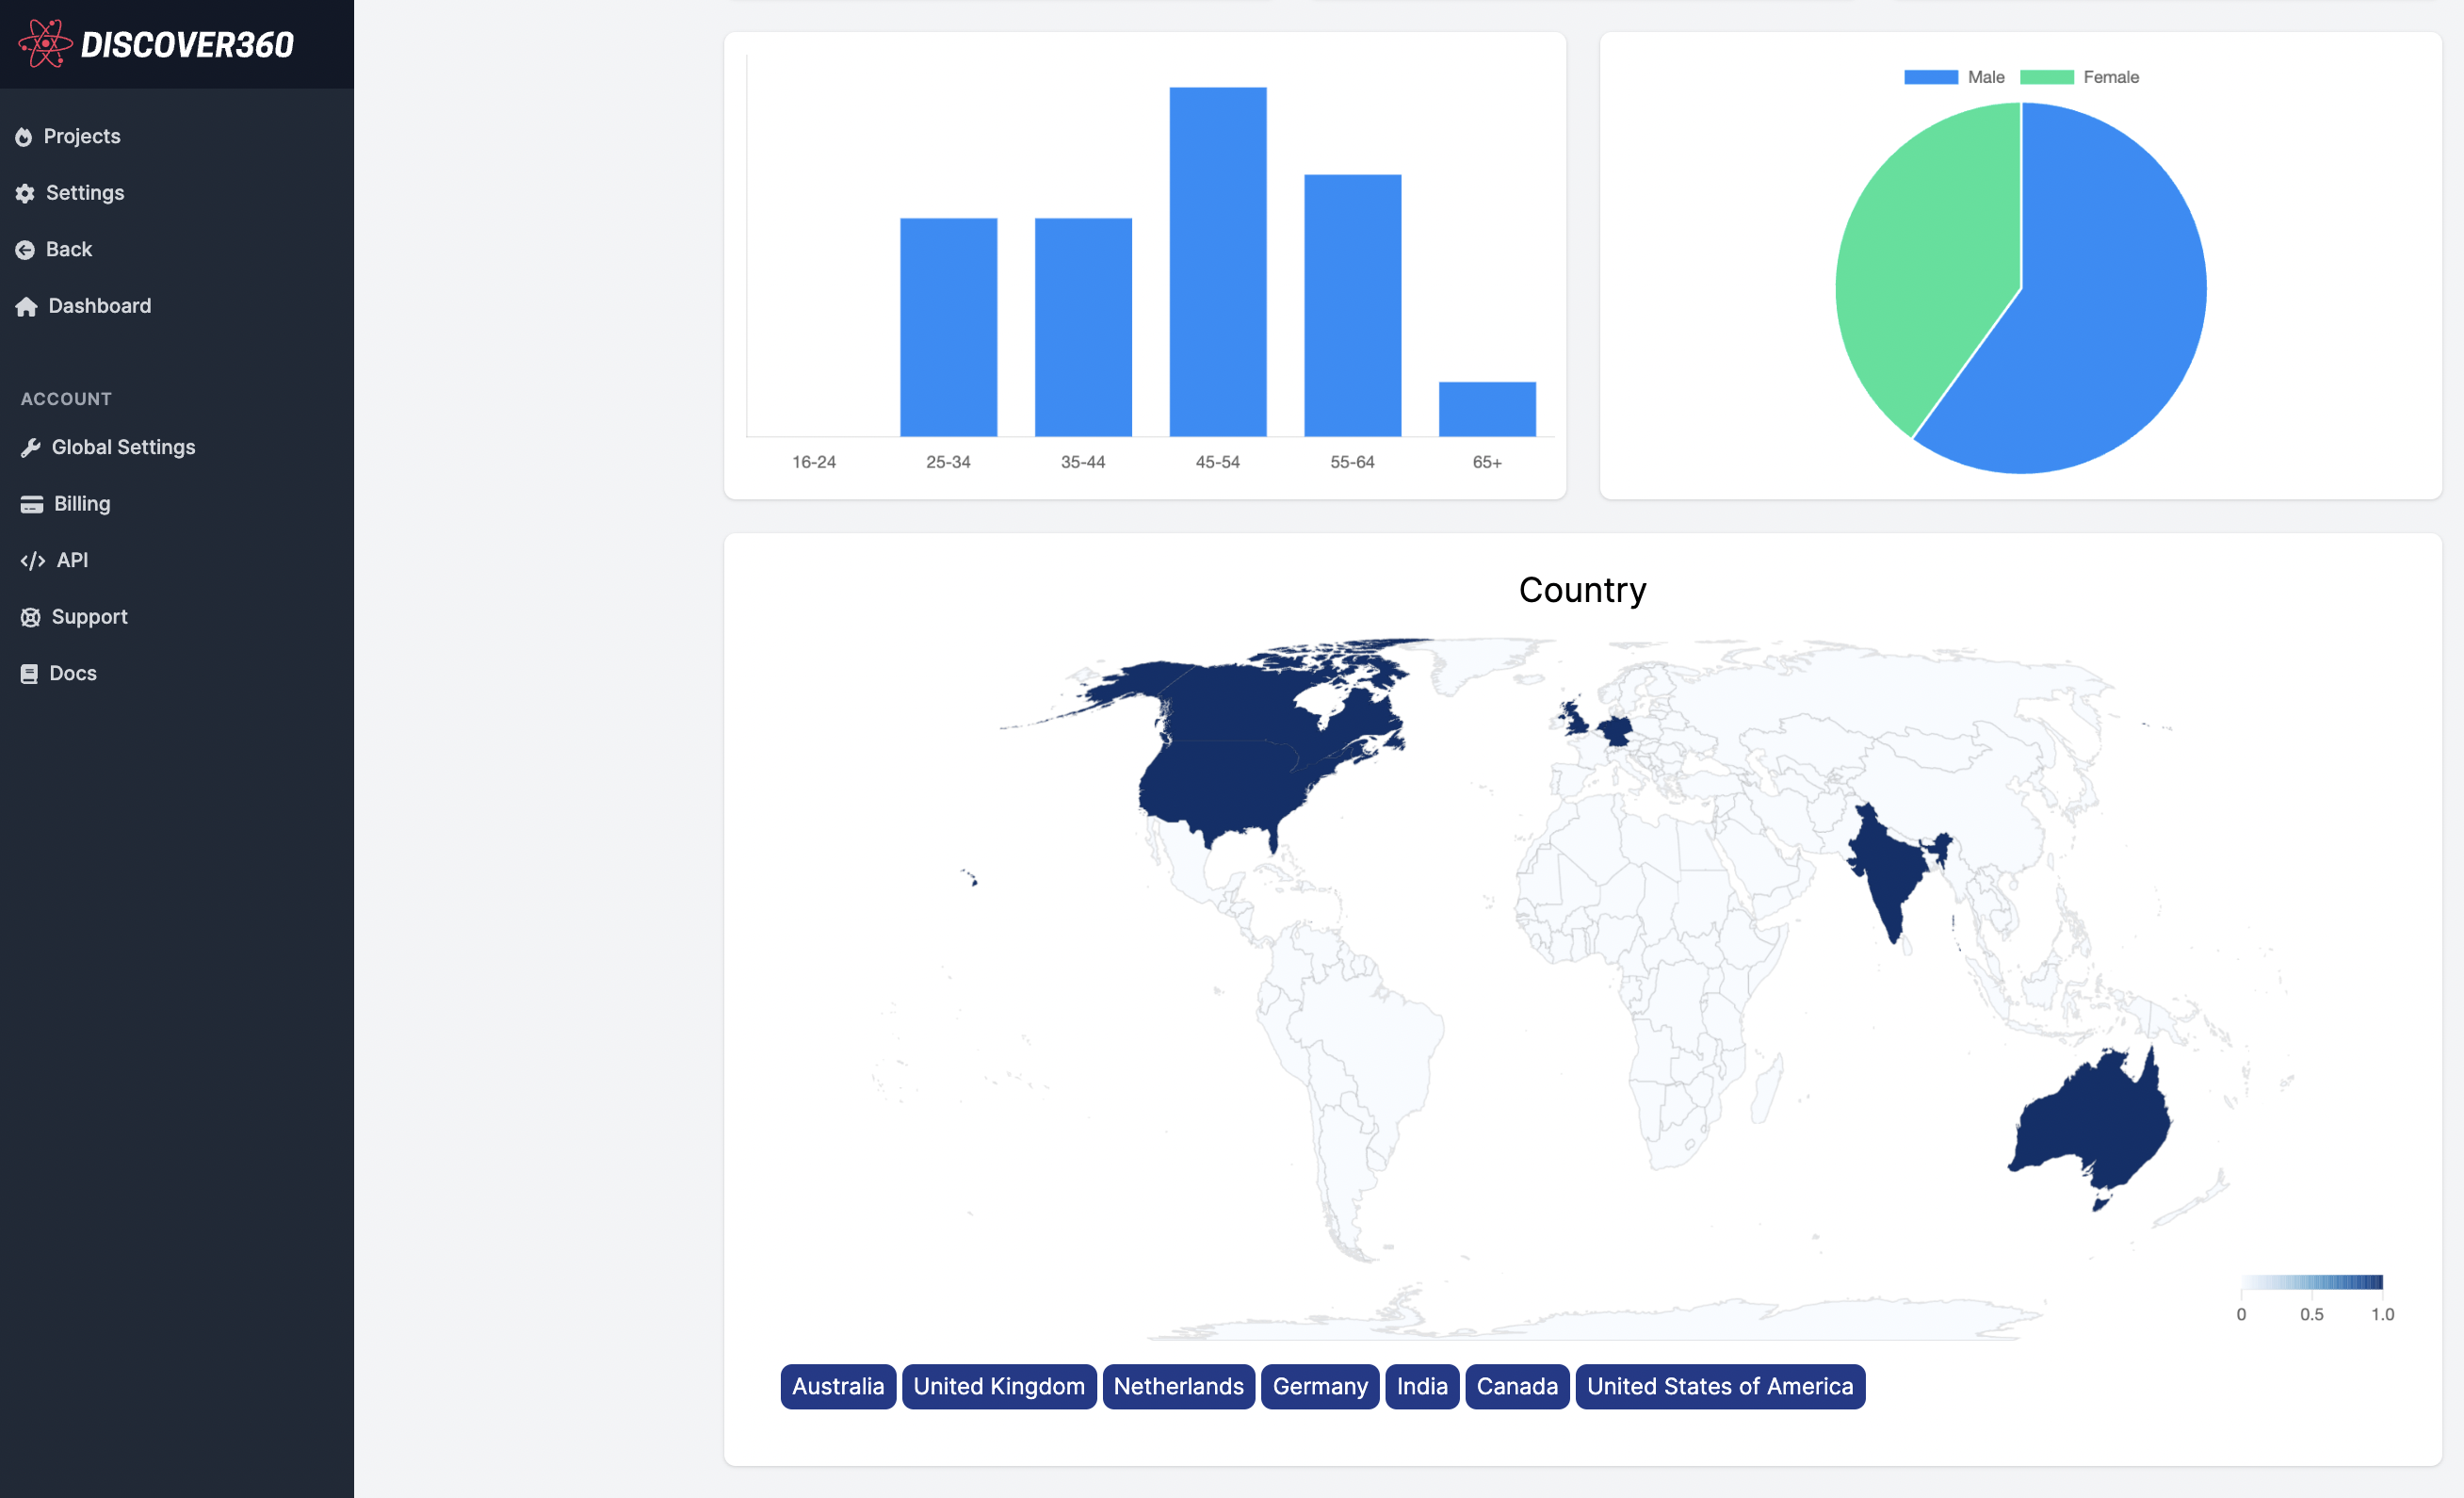 DISCOVER360
Projects
Settings
Back
Dashboard
ACCOUNT
Global Settings
Billing
API
Support
Docs
16-24 25-34 35-44 45-54 55-64 65+
Male Female
Country
0 0.5 1.0
Australia United Kingdom Netherlands Germany India Canada United States of America